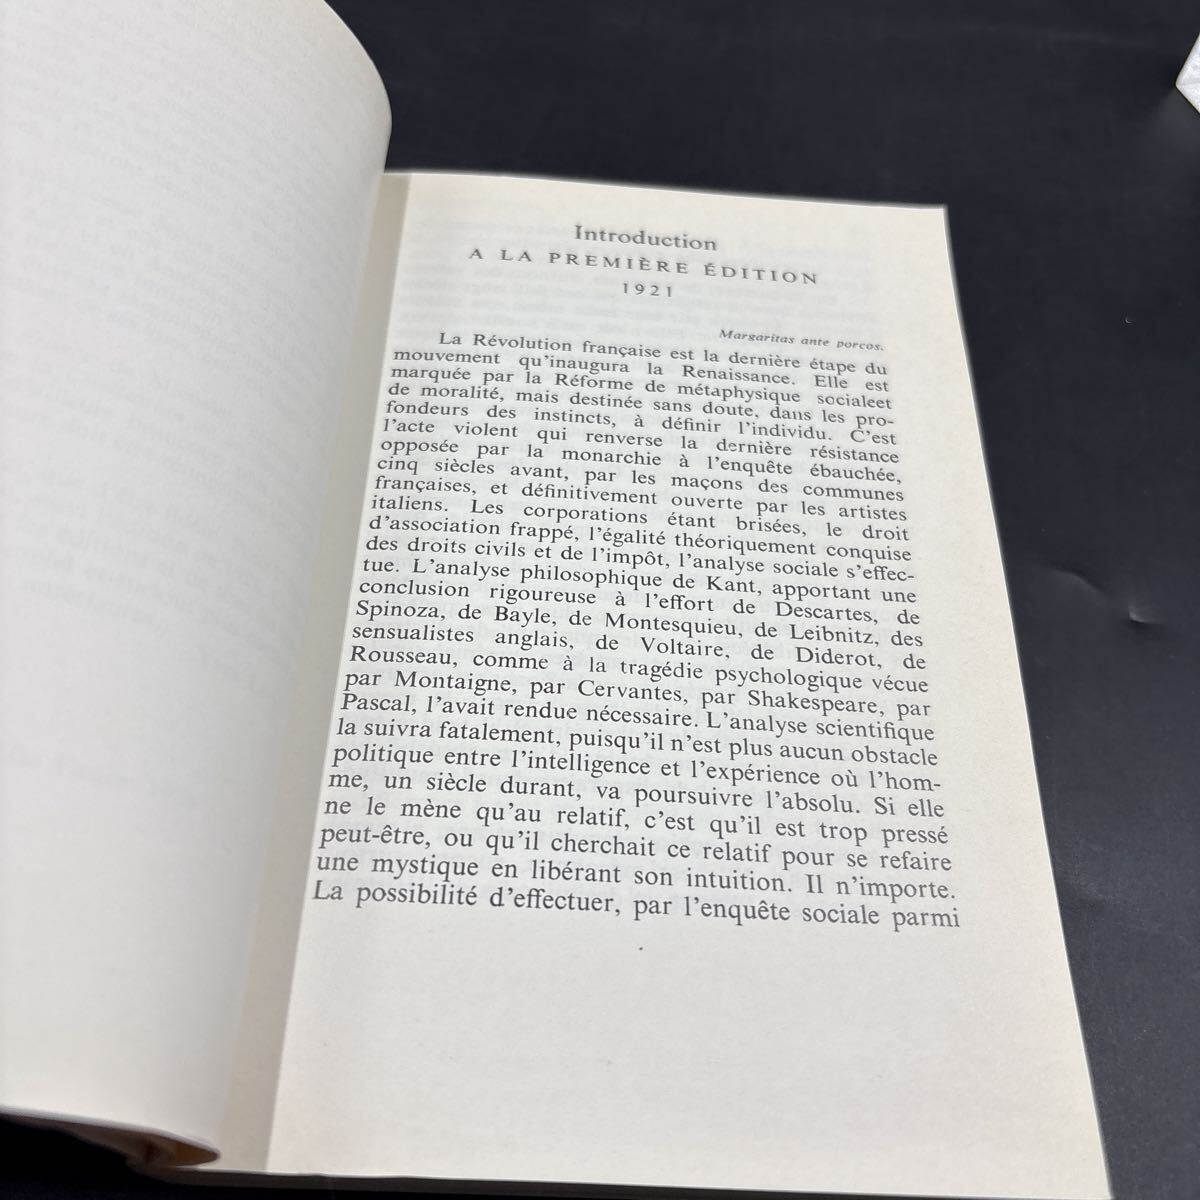 Introduction
A LA PREMIÈRE ÉDITION
1921
Margaritas ante porcos.
La Révolution française est la dernière étape du
mouvement qu'inaugura la Renaissance. Elle est
marquée par la Réforme de métaphysique socialeet
de moralité, mais destinée sans doute, dans les pro-
fondeurs des instincts, à définir l'individu. C'est
l'acte violent qui renverse la dernière résistance
opposée par la monarchie à l'enquête ébauchée,
cinq siècles avant, par les maçons des communes
françaises, et définitivement ouverte par les artistes
italiens. Les corporations étant brisées, le droit
d'association frappé, l'égalité théoriquement conquise
des droits civils et de l'impôt, l'analyse sociale s'effec-
tue. L'analyse philosophique de Kant, apportant une
conclusion rigoureuse à l'effort de Descartes, de
Spinoza, de Bayle, de Montesquieu, de Leibnitz, des
sensualistes anglais, de Voltaire, de Diderot, de
Rousseau, comme à la tragédie psychologique vécue
par Montaigne, par Cervantes, par Shakespeare, par
Pascal, l'avait rendue nécessaire. L'analyse scientifique
la suivra fatalement, puisqu'il n'est plus aucun obstacle
politique entre l'intelligence et l'expérience où l'hom-
me, un siècle durant, va poursuivre l'absolu. Si elle
ne le mène qu'au relatif, c'est qu'il est trop pressé
peut-être, ou qu'il cherchait ce relatif pour se refaire
une mystique en libérant son intuition. Il n'importe.
La possibilité d'effectuer, par l'enquête sociale parmi